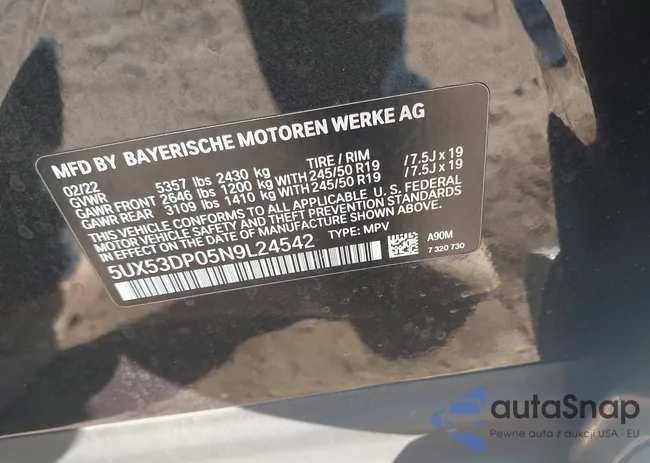 MFD BY BAYERISCHE MOTOREN WERKE AG
02/22 5357 lbs 2430 kg TIRE / RIM
GVWR
GAWR FRONT 2646 lbs 1200 kg WITH 245/50 R19 /7.5J x 19
GAWR REAR 3109 lbs 1410 kg WITH 245/50 R19 /7.5J x 19
THIS VEHICLE CONFORMS TO ALL APPLICABLE U. S. FEDERAL
MOTOR VEHICLE SAFETY AND THEFT PREVENTION STANDARDS
IN EFFECT ON THE DATE OF MANUFACTURE SHOWN ABOVE.
5UX53DP05N9L24542 TYPE: MPV A90M
7 320 730
autaSnap
Pewne auta z aukcji USA i EU